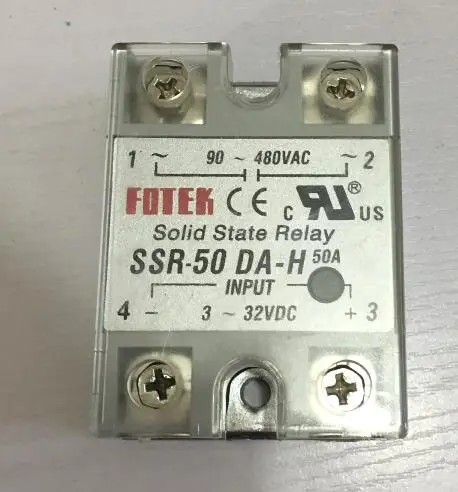 1 ~ 90 ~ 480VAC ~ 2
FOTEK CE c RU ® US
Solid State Relay
SSR-50 DA-H 50A
INPUT
4 - 3 ~ 32VDC + 3